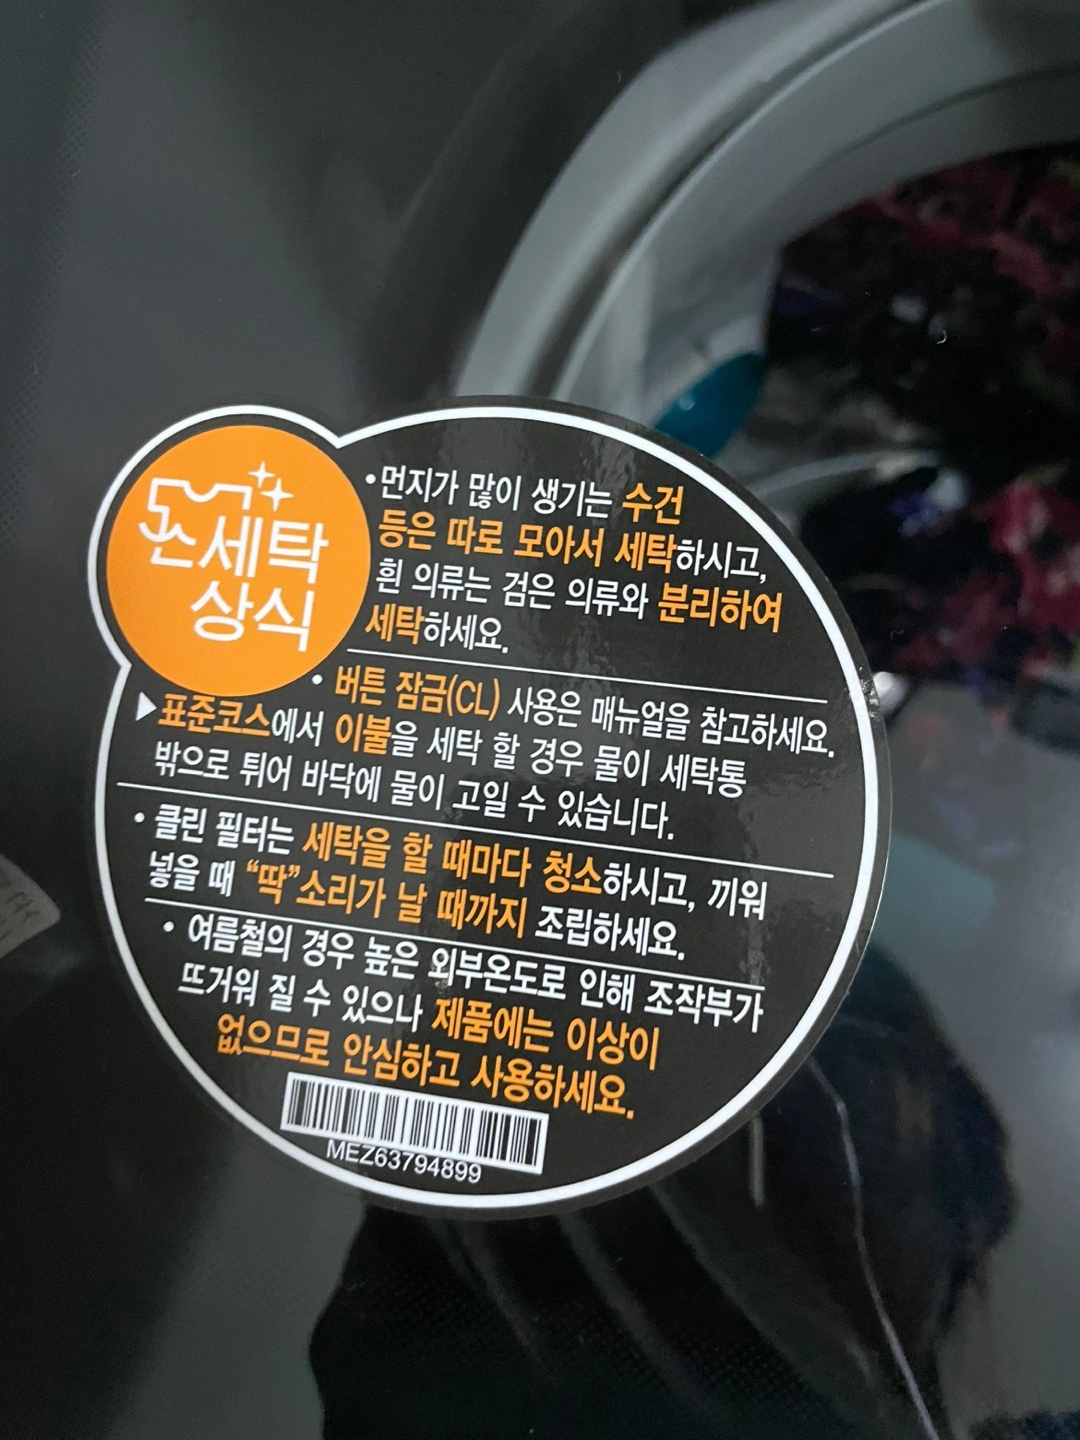 세탁
상식
•먼지가 많이 생기는 수건
등은 따로 모아서 세탁하시고,
흰 의류는 검은 의류와 분리하여
세탁하세요.
• 버튼 잠금(CL) 사용은 매뉴얼을 참고하세요.
▶표준코스에서 이불을 세탁 할 경우 물이 세탁통
밖으로 튀어 바닥에 물이 고일 수 있습니다.
• 클린 필터는 세탁을 할 때마다 청소하시고, 끼워
넣을 때 “딱”소리가 날 때까지 조립하세요.
• 여름철의 경우 높은 외부온도로 인해 조작부가
뜨거워 질 수 있으나 제품에는 이상이
없으므로 안심하고 사용하세요.
MEZ63794899